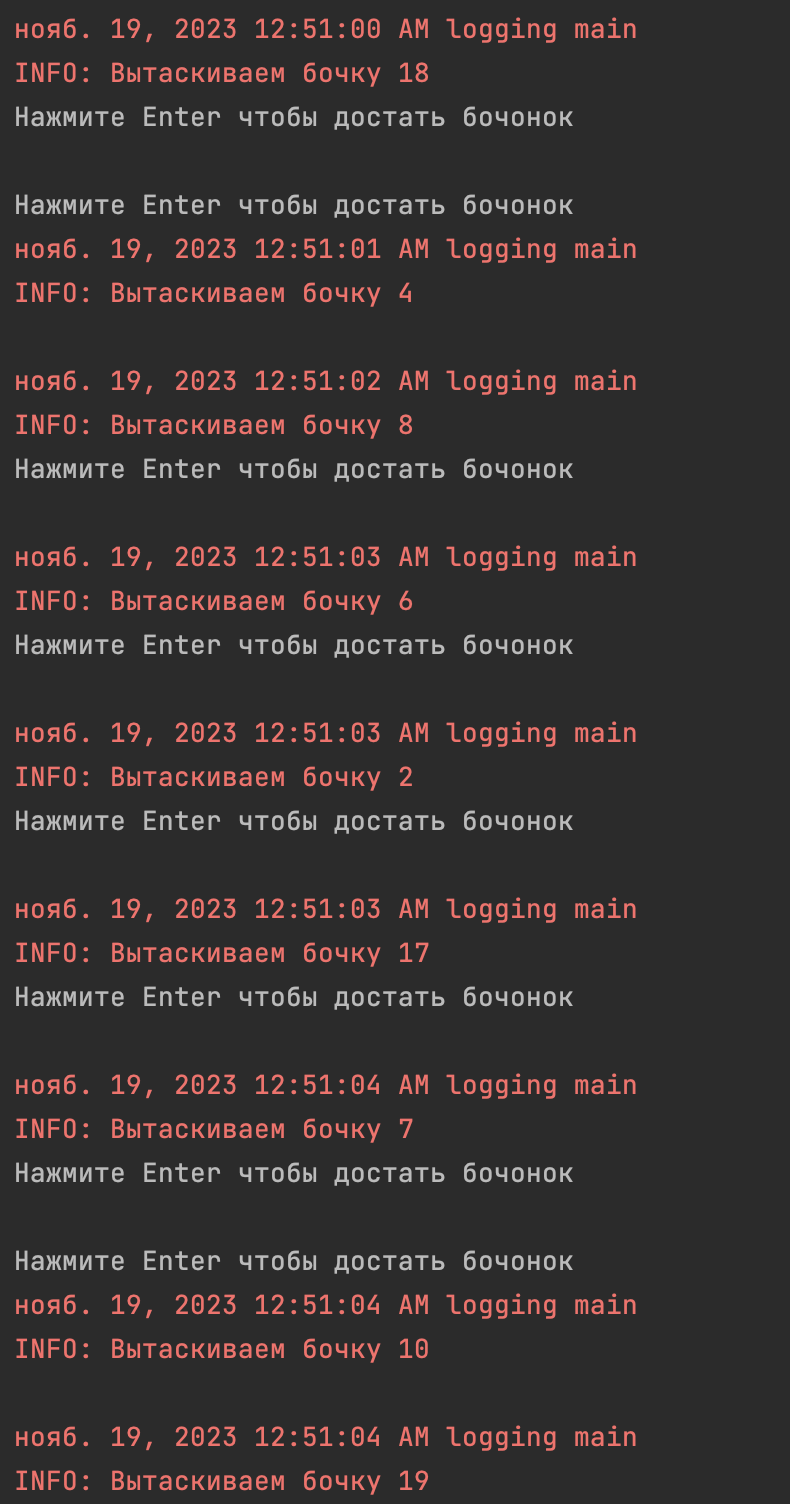 нояб. 19, 2023 12:51:00 AM logging main
INFO: Вытаскиваем бочку 18
Нажмите Enter чтобы достать бочонок
Нажмите Enter чтобы достать бочонок
нояб. 19, 2023 12:51:01 AM logging main
INFO: Вытаскиваем бочку 4
нояб. 19, 2023 12:51:02 AM logging main
INFO: Вытаскиваем бочку 8
Нажмите Enter чтобы достать бочонок
нояб. 19, 2023 12:51:03 AM logging main
INFO: Вытаскиваем бочку 6
Нажмите Enter чтобы достать бочонок
нояб. 19, 2023 12:51:03 AM logging main
INFO: Вытаскиваем бочку 2
Нажмите Enter чтобы достать бочонок
нояб. 19, 2023 12:51:03 AM logging main
INFO: Вытаскиваем бочку 17
Нажмите Enter чтобы достать бочонок
нояб. 19, 2023 12:51:04 AM logging main
INFO: Вытаскиваем бочку 7
Нажмите Enter чтобы достать бочонок
Нажмите Enter чтобы достать бочонок
нояб. 19, 2023 12:51:04 AM logging main
INFO: Вытаскиваем бочку 10
нояб. 19, 2023 12:51:04 AM logging main
INFO: Вытаскиваем бочку 19